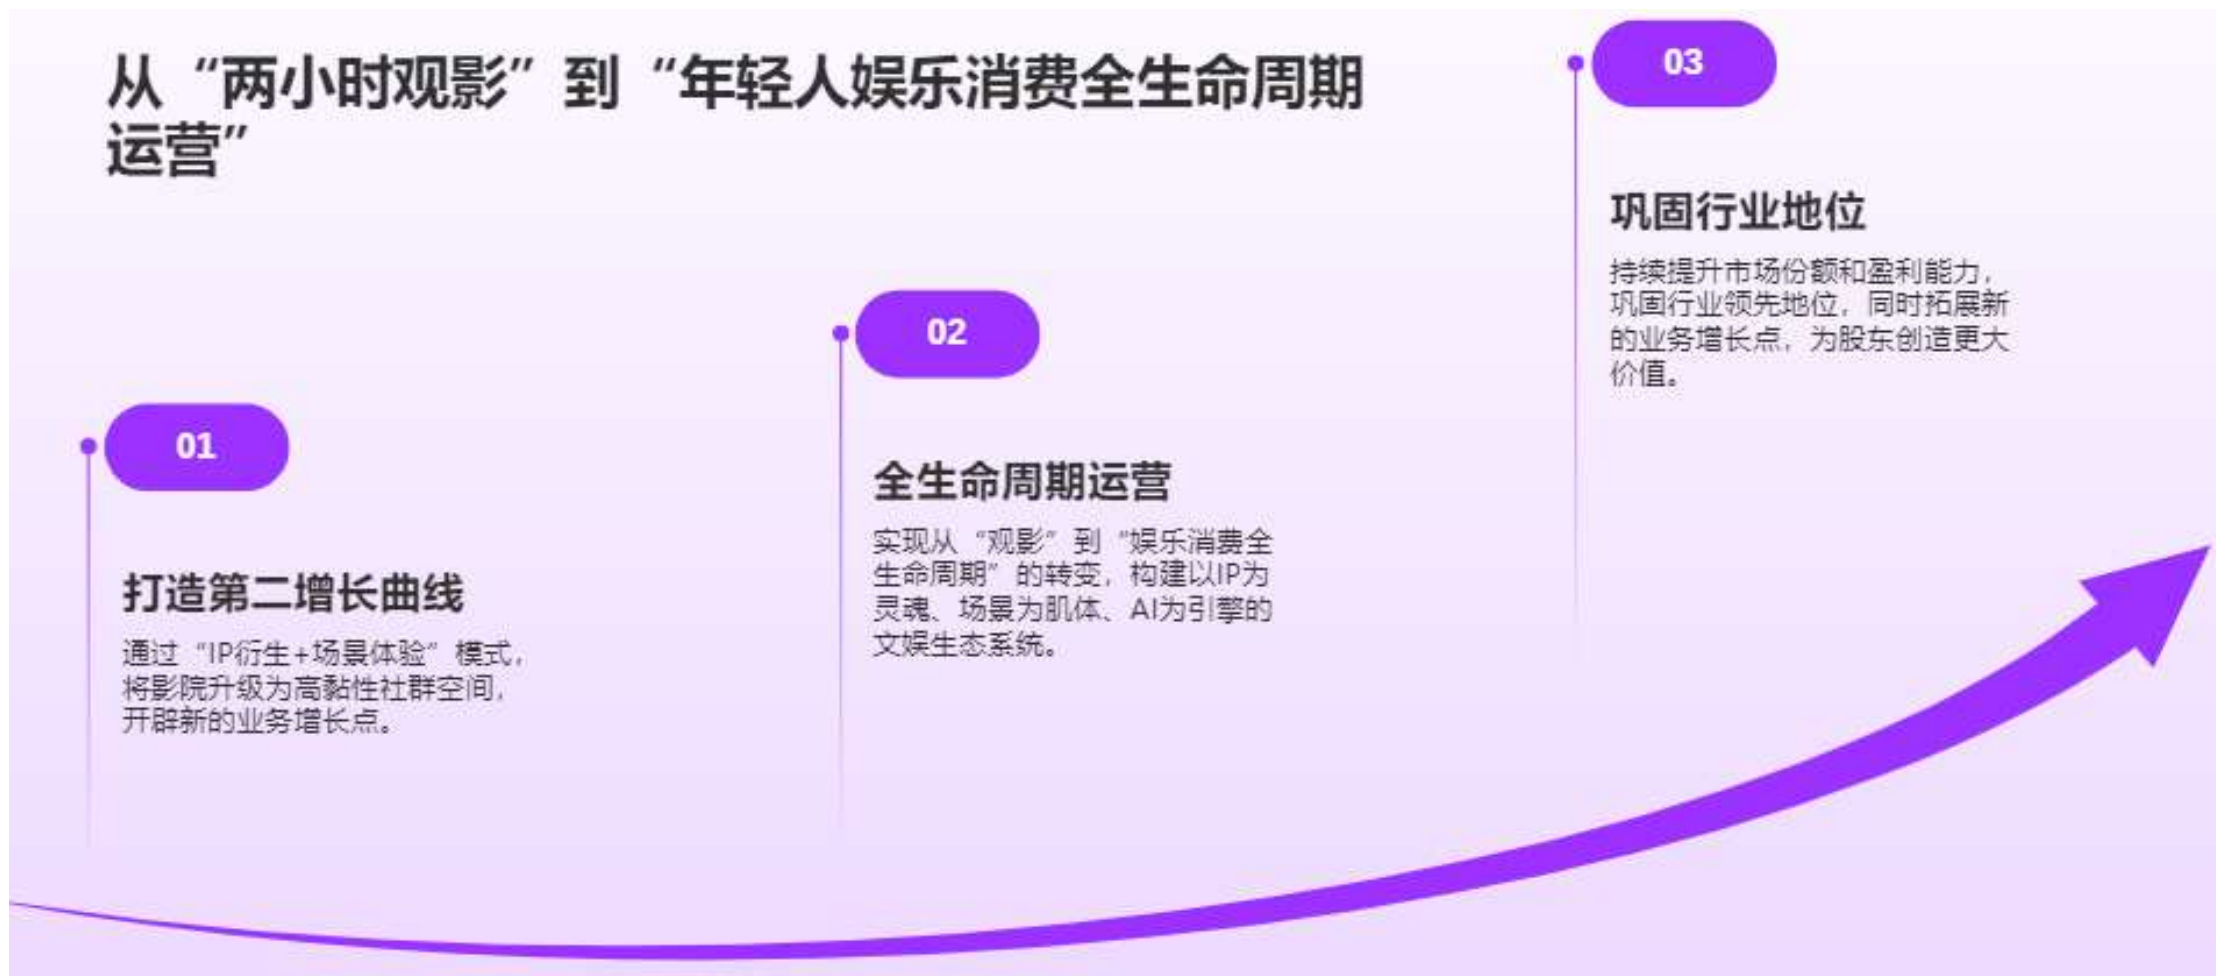 从“两小时观影”到“年轻人娱乐消费全生命周期
运营”
01
打造第二增长曲线
通过“IP衍生+场景体验”模式，
将影院升级为高黏性社群空间，
开辟新的业务增长点。
02
全生命周期运营
实现从“观影”到“娱乐消费全
生命周期”的转变，构建以IP为
灵魂、场景为肌体、AI为引擎的
文娱生态系统。
03
巩固行业地位
持续提升市场份额和盈利能力，
巩固行业领先地位，同时拓展新
的业务增长点，为股东创造更大
价值。